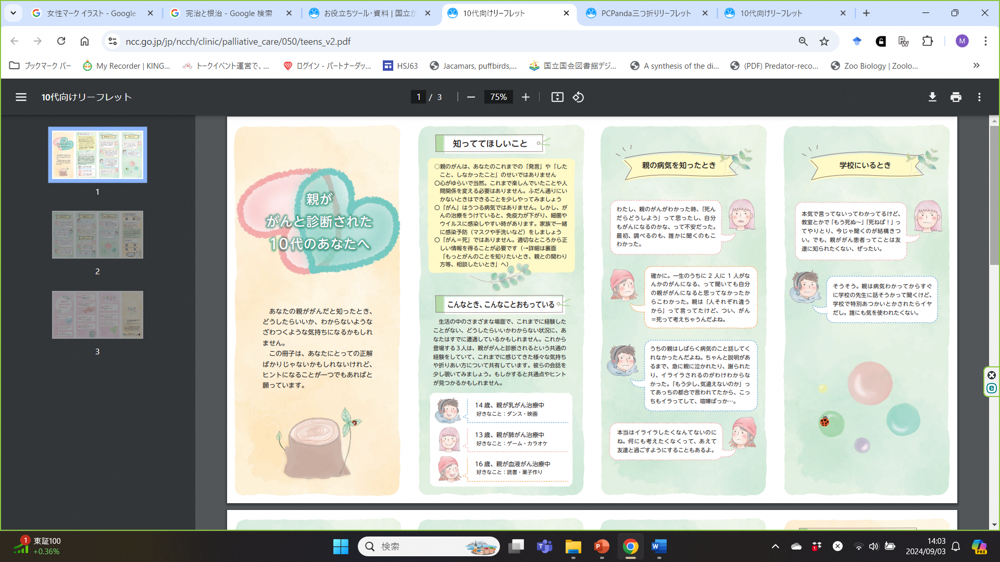 女性マーク イラスト - Google
完治と根治 - Google 検索
お役立ちツール・資料 | 国立が
10代向けリーフレット
PCPanda三つ折りリーフレット
10代向けリーフレット
ncc.go.jp/jp/ncch/clinic/palliative_care/050/teens_v2.pdf
M
ブックマーク バー
My Recorder | KING...
トークイベント運営で、...
ログイン - パートナーダッ...
HSJ63
Jacamars, puffbirds,...
国立国会図書館デジ...
A synthesis of the di...
(PDF) Predator-reco...
Zoo Biology | Zoolo...
10代向けリーフレット
1 / 3
75%
1
2
3
親が
がんと診断された
10代のあなたへ
あなたの親ががんだと知ったとき、
どうしたらいいか、わからないような
ざわつくような気持ちになるかもしれ
ません。
この冊子は、あなたにとっての正解
ばかりじゃないかもしれないけれど、
ヒントになることが一つでもあればと
願っています。
知っててほしいこと
○親のがんは、あなたのこれまでの「発言」や「した
こと、しなかったこと」のせいではありません
○心がゆらいで当然。これまで楽しんでいたことや人
間関係を変える必要はありません。ふだん通りにい
かないときはできることを少しやってみましょう
○「がん」はうつる病気ではありません。しかし、が
んの治療をうけていると、免疫力が下がり、細菌や
ウイルスに感染しやすい時があります。家族で一緒
に感染予防（マスクや手洗いなど）をしましょう
○「がん＝死」ではありません。適切なところから正
しい情報を得ることが必要です（→詳細は裏面
「もっとがんのことを知りたいとき、親との関わり
方等、相談したいとき」へ）
こんなとき、こんなことおもっている
生活の中のさまざまな場面で、これまでに経験した
ことがない、どうしたらいいかわからない状況に、あ
なたはすでに遭遇しているかもしれません。これから
登場する３人は、親ががんと診断されるという共通の
経験をしていて、これまでに感じてきた様々な気持ち
や折りあい方について共有しています。彼らの会話を
少し覗いてみましょう。もしかすると共通点やヒント
が見つかるかもしれません。
14 歳、親が乳がん治療中
好きなこと：ダンス・映画
13 歳、親が肺がん治療中
好きなこと：ゲーム・カラオケ
16 歳、親が血液がん治療中
好きなこと：読書・菓子作り
親の病気を知ったとき
わたし、親のがんがわかった時、「死ん
だらどうしよう」って思ったし、自分
もがんになるのかな、って不安だった。
最初、調べるのも、誰かに聞くのもこ
わかった。
確かに。一生のうちに 2 人に 1 人がな
んかのがんになる、って聞いても自分
の親ががんになると思ってなかったか
らこわかった。親は「人それぞれ違う
から」って言ってたけど、つい、がん
＝死って考えちゃうんだよね。
うちの親はしばらく病気のこと話してく
れなかったんだよね。ちゃんと説明があ
るまで、急に親に泣かれたり、謝られた
り、イライラされるのがわけわからな
かった。「もう少し、気遣えないのか」っ
てあっちの都合で言われてたから、こっ
ちもイラってして、喧嘩ばっか…。
本当はイライラしたくなんてないのに
ね。何にも考えたくなくって、あえて
友達と過ごすようにすることもあるよ。
学校にいるとき
本気で言ってないってわかってるけど、
教室とかで「もう死ぬ～」「死ねば！」っ
てやりとり、今じゃ聞くのが結構きつ
い。でも、親ががん患者ってことは友
達に知られたくない、ぜったい。
そうそう。親は病気わかってからすぐ
に学校の先生に話そうかって聞くけど、
学校で特別あつかいとかされたらイヤ
だし。誰にも気を使われたくない。
1
東証100
+0.36%
検索
14:03
2024/09/03
PRE